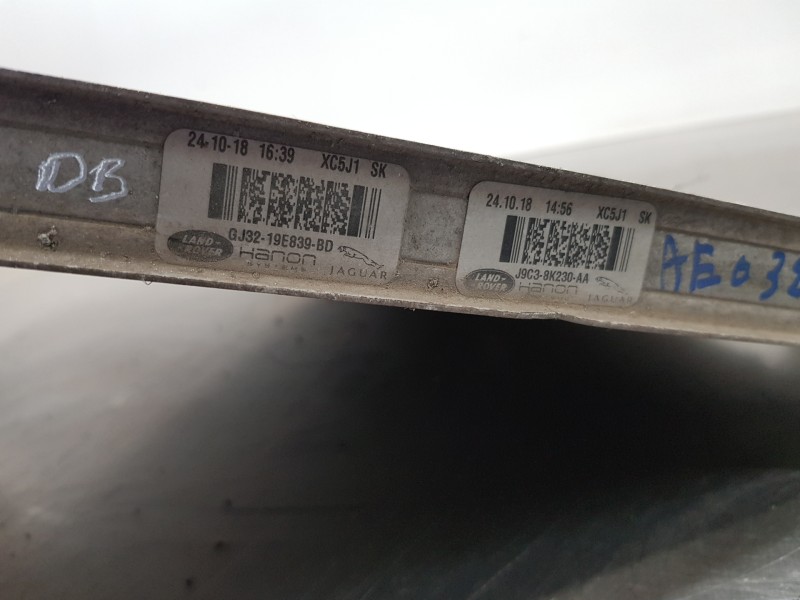 DB
24-10-18 16:39 XC5J1 SK
GJ32-19E839-BD
LAND ROVER
Hanon SYSTEMS
JAGUAR
24.10.18 14:56 XC5J1 SK
J9C3-8K230-AA
LAND ROVER
Hanon
JAGUAR
AE03